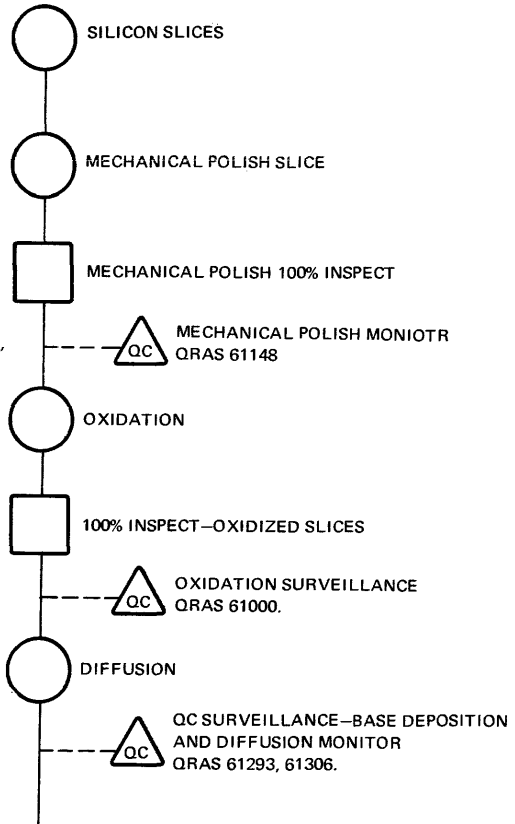 SILICON SLICES
MECHANICAL POLISH SLICE
MECHANICAL POLISH 100% INSPECT
MECHANICAL POLISH MONIOTR
QC
QRAS 61148
OXIDATION
100% INSPECT—OXIDIZED SLICES
OXIDATION SURVEILLANCE
QC
QRAS 61000.
DIFFUSION
QC SURVEILLANCE—BASE DEPOSITION
AND DIFFUSION MONITOR
QC
QRAS 61293, 61306.